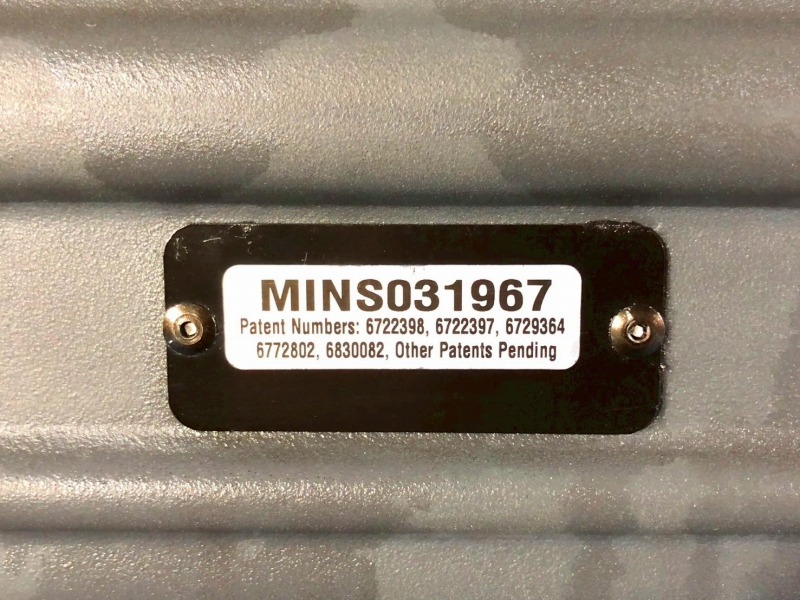 MINS031967
Patent Numbers: 6722398, 6722397, 6729364
6772802, 6830082, Other Patents Pending